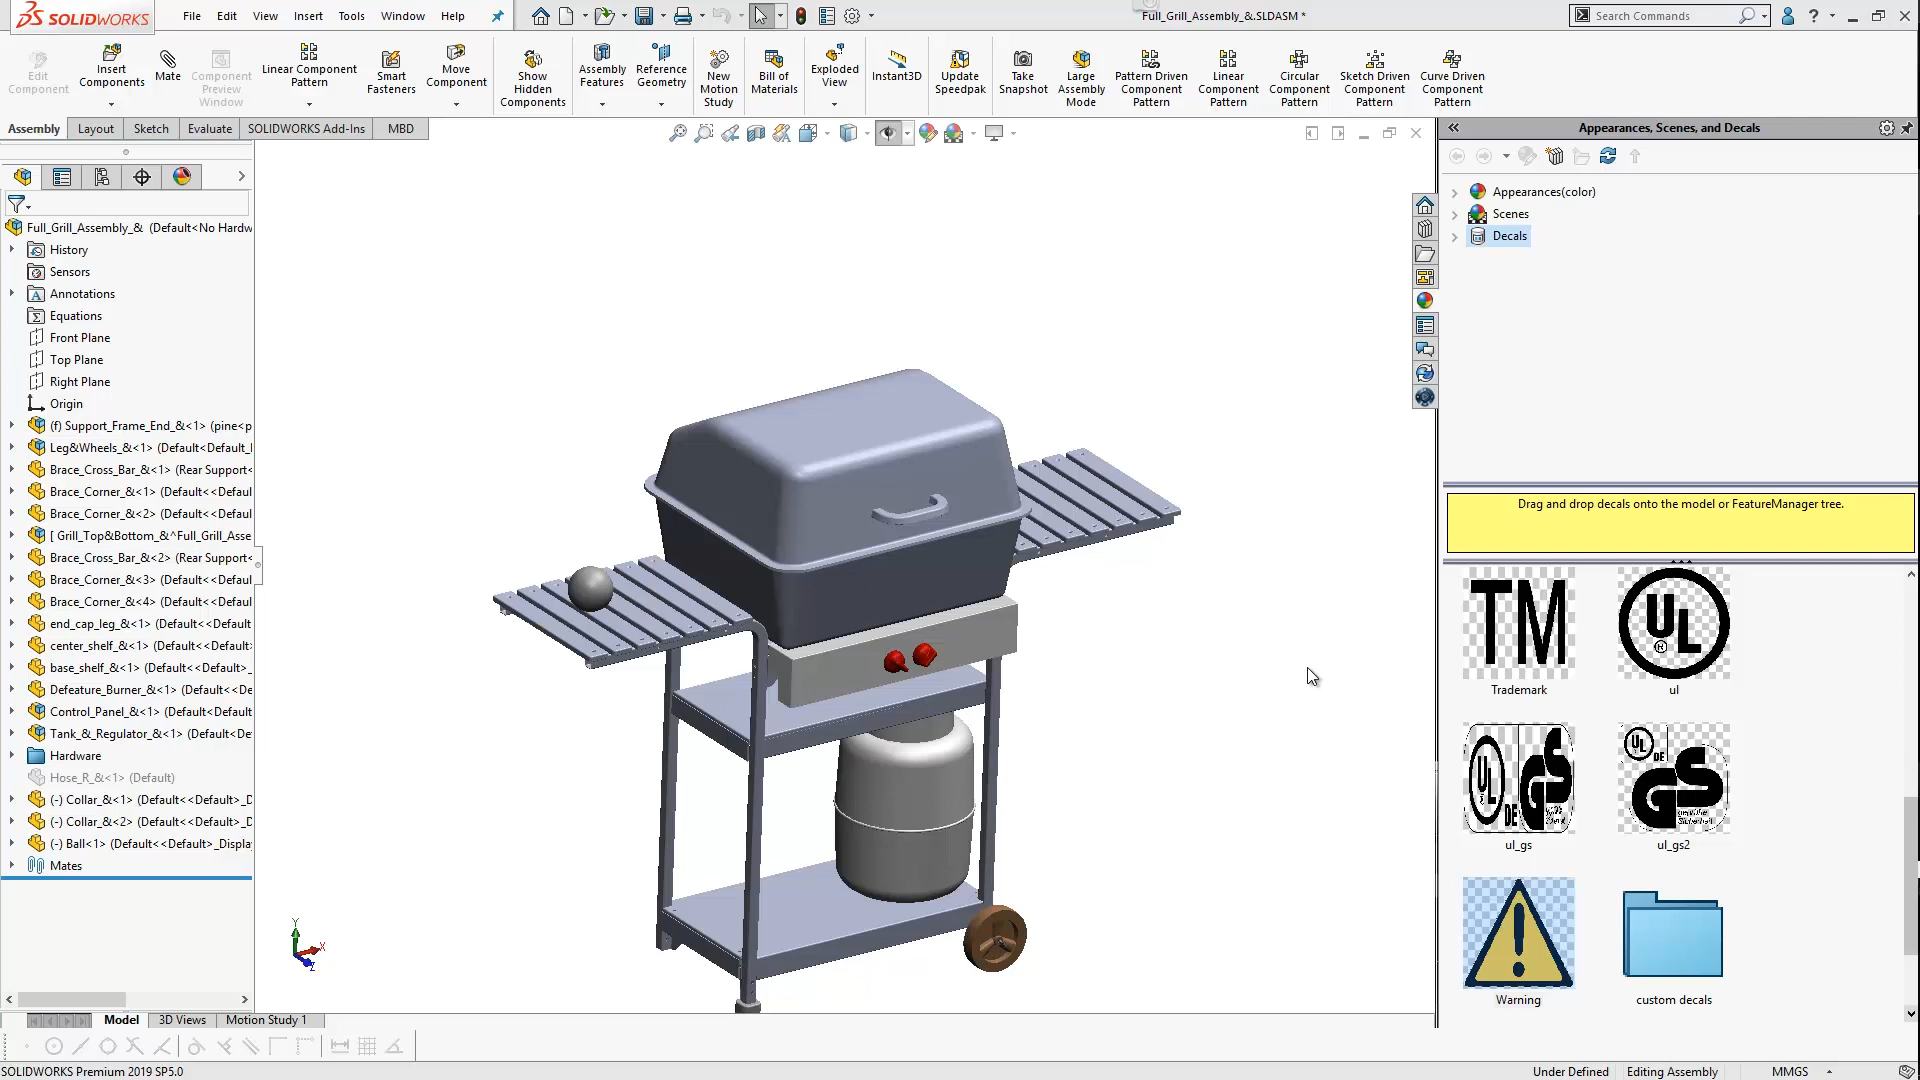 SOLIDWORKS
File Edit View Insert Tools Window Help
Full_Grill_Assembly_&.SLDASM *
Search Commands
Edit Component
Insert Components
Mate
Component Preview Window
Linear Component Pattern
Smart Fasteners
Move Component
Show Hidden Components
Assembly Features
Reference Geometry
New Motion Study
Bill of Materials
Exploded View
Instant3D
Update Speedpak
Take Snapshot
Large Assembly Mode
Pattern Driven Component Pattern
Linear Component Pattern
Circular Component Pattern
Sketch Driven Component Pattern
Curve Driven Component Pattern
Assembly Layout Sketch Evaluate SOLIDWORKS Add-Ins MBD
Full_Grill_Assembly_& (Default<No Hardw
History
Sensors
Annotations
Equations
Front Plane
Top Plane
Right Plane
Origin
(f) Support_Frame_End_&<1> (pine<p
Leg&Wheels_&<1> (Default<Default_
Brace_Cross_Bar_&<1> (Rear Support<
Brace_Corner_&<1> (Default<<Defaul
Brace_Corner_&<2> (Default<<Defaul
[ Grill_Top&Bottom_&^Full_Grill_Asse
Brace_Cross_Bar_&<2> (Rear Support<
Brace_Corner_&<3> (Default<<Defaul
Brace_Corner_&<4> (Default<<Defaul
end_cap_leg_&<1> (Default<<Default
center_shelf_&<1> (Default<<Default
base_shelf_&<1> (Default<<Default>_
Defeature_Burner_&<1> (Default<<De
Control_Panel_&<1> (Default<Default
Tank_&_Regulator_&<1> (Default<De
Hardware
Hose_R_&<1> (Default)
(-) Collar_&<1> (Default<<Default>_D
(-) Collar_&<2> (Default<<Default>_D
(-) Ball<1> (Default<<Default>_Displa
Mates
Y
X
Z
Appearances, Scenes, and Decals
Appearances(color)
Scenes
Decals
Drag and drop decals onto the model or FeatureManager tree.
TM
Trademark
UL
®
ul
UL
DE
GS
ul_gs
UL
DE
GS
Sicherheit
ul_gs2
Warning
custom decals
Model 3D Views Motion Study 1
SOLIDWORKS Premium 2019 SP5.0
Under Defined Editing Assembly MMGS